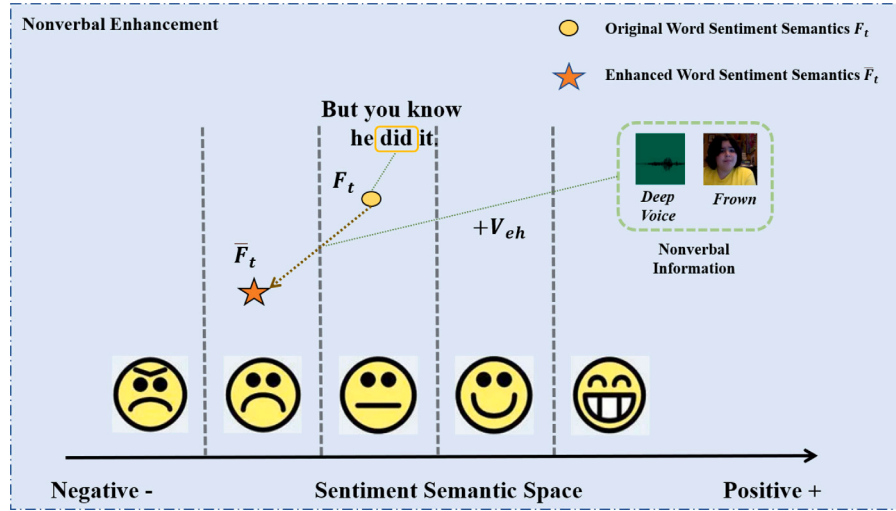 Nonverbal Enhancement
Original Word Sentiment Semantics F_t
Enhanced Word Sentiment Semantics F̅_t
But you know
he did it.
F_t
Deep
Voice
Frown
+V_eh
F̅_t
Nonverbal
Information
Negative -
Sentiment Semantic Space
Positive +